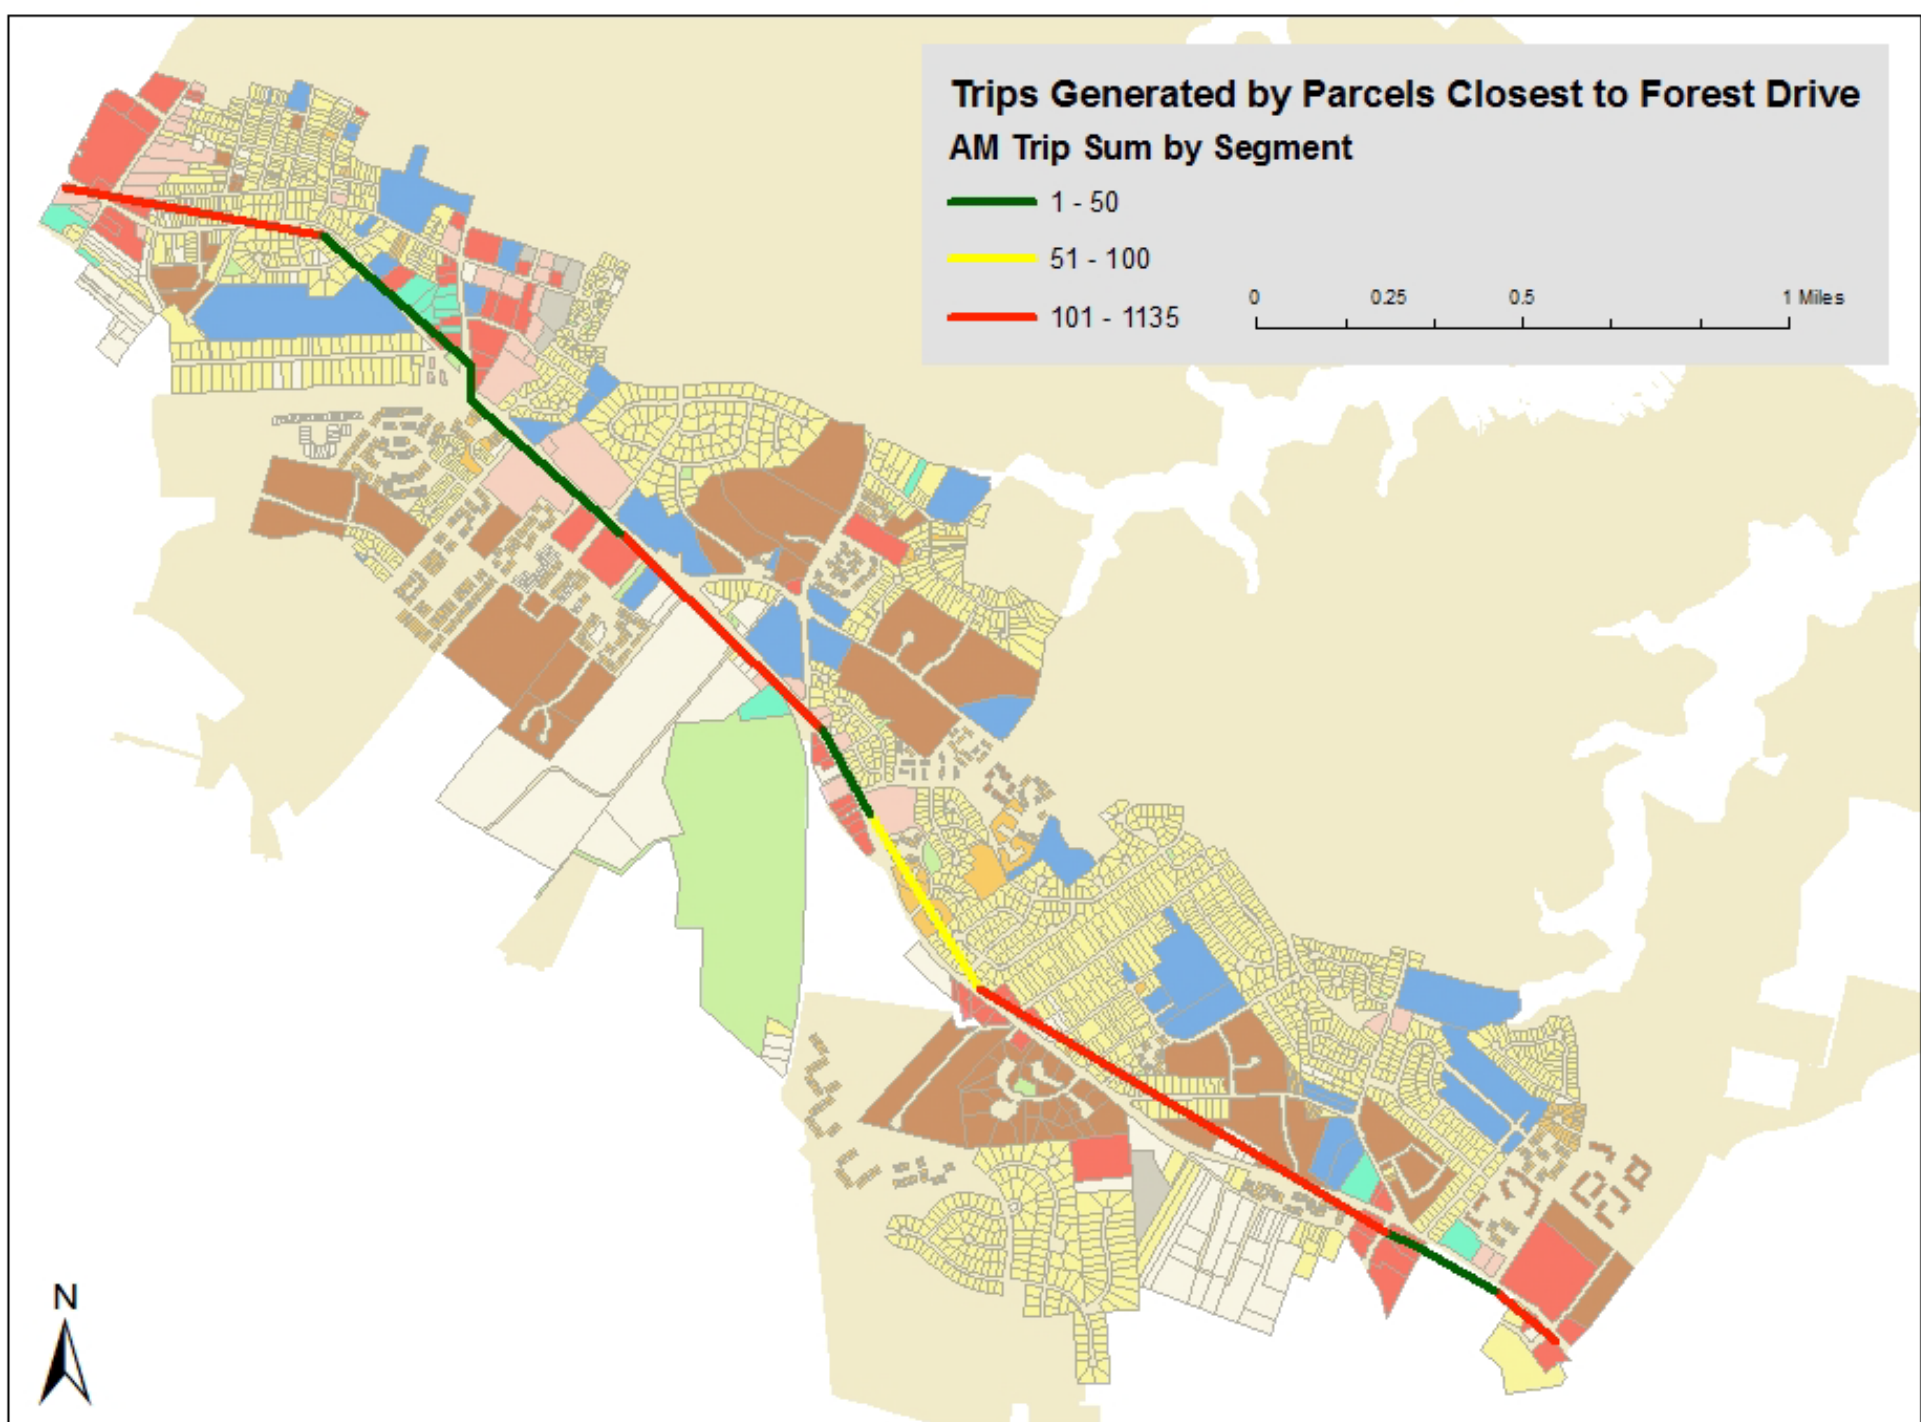 Trips Generated by Parcels Closest to Forest Drive
AM Trip Sum by Segment
1 - 50
51 - 100
101 - 1135
0 0.25 0.5 1 Miles
N